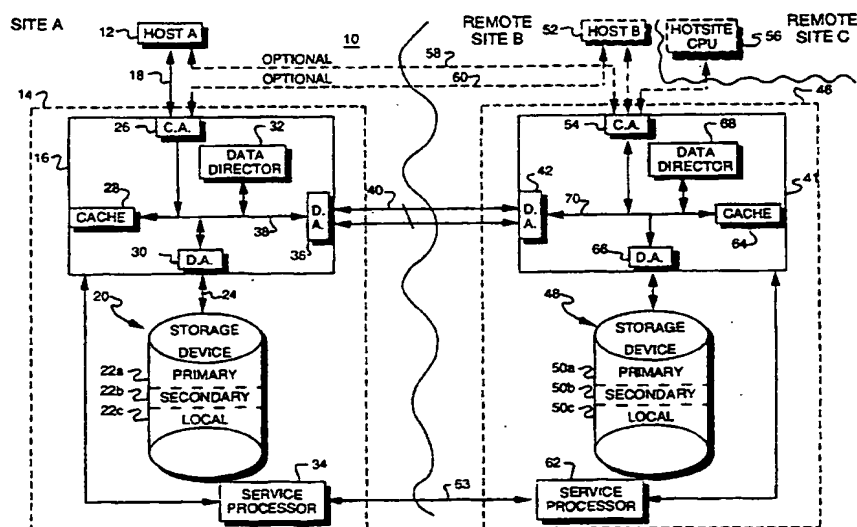 SITE A
10
REMOTE SITE B
REMOTE SITE C
12
HOST A
52
HOST B
HOTSITE CPU
56
OPTIONAL
58
18
OPTIONAL
60
14
46
26
C.A.
32
54
C.A.
68
16
DATA DIRECTOR
DATA DIRECTOR
41
28
CACHE
38
D.A.
36
40
42
D.A.
70
CACHE
64
30
D.A.
66
D.A.
24
20
STORAGE DEVICE
48
STORAGE DEVICE
22a
PRIMARY
50a
PRIMARY
22b
SECONDARY
50b
SECONDARY
22c
LOCAL
50c
LOCAL
34
SERVICE PROCESSOR
53
62
SERVICE PROCESSOR